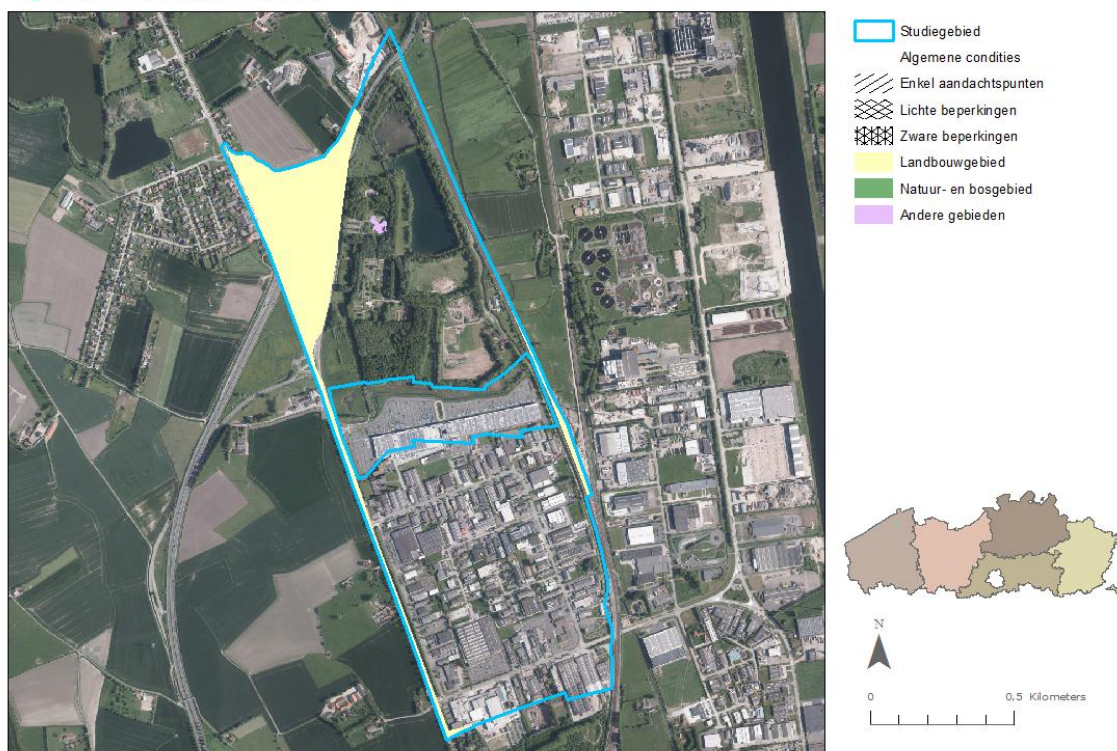 Studiegebied
Algemene condities
Enkel aandachtspunten
Lichte beperkingen
Zware beperkingen
Landbouwgebied
Natuur- en bosgebied
Andere gebieden
N
0 0,5 Kilometers